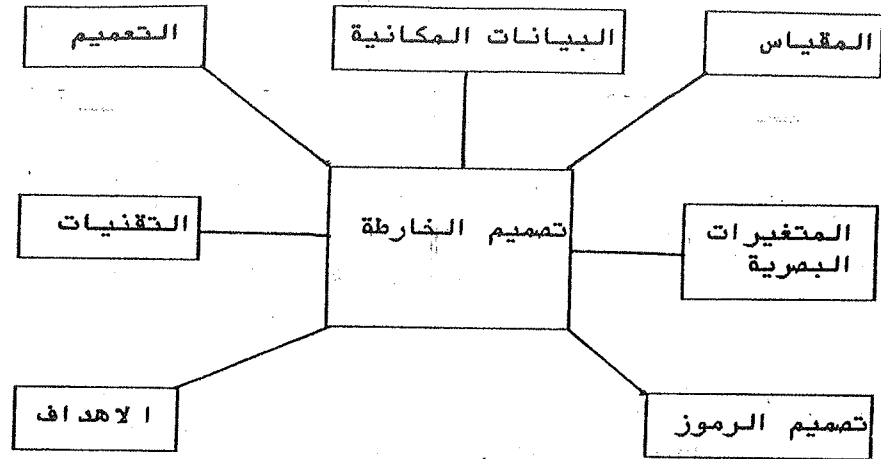 المقياس
البيانات المكانية
التعميم
المتغيرات
البصرية
تصميم الخارطة
التقنيات
تصميم الرموز
الاهداف